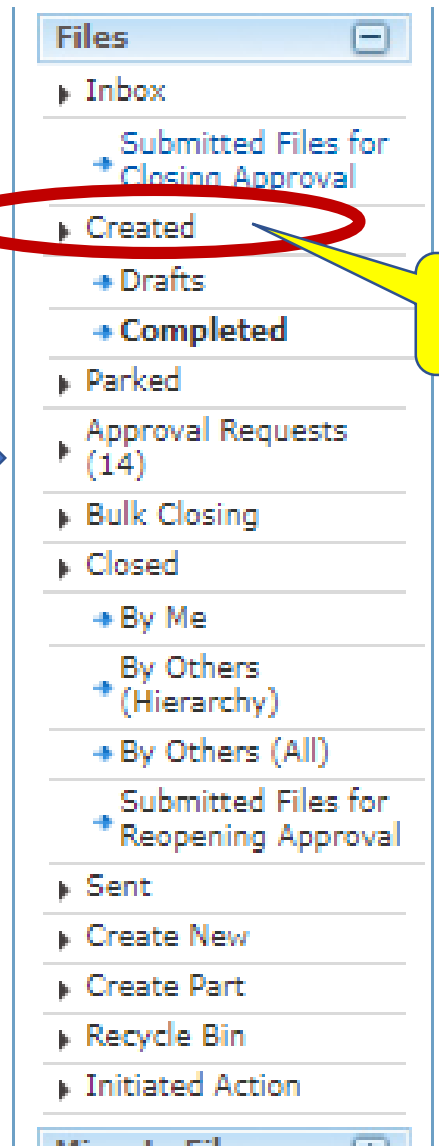 Files
Inbox
Submitted Files for
Closing Approval
Created
Drafts
Completed
Parked
Approval Requests
(14)
Bulk Closing
Closed
By Me
By Others
(Hierarchy)
By Others (All)
Submitted Files for
Reopening Approval
Sent
Create New
Create Part
Recycle Bin
Initiated Action